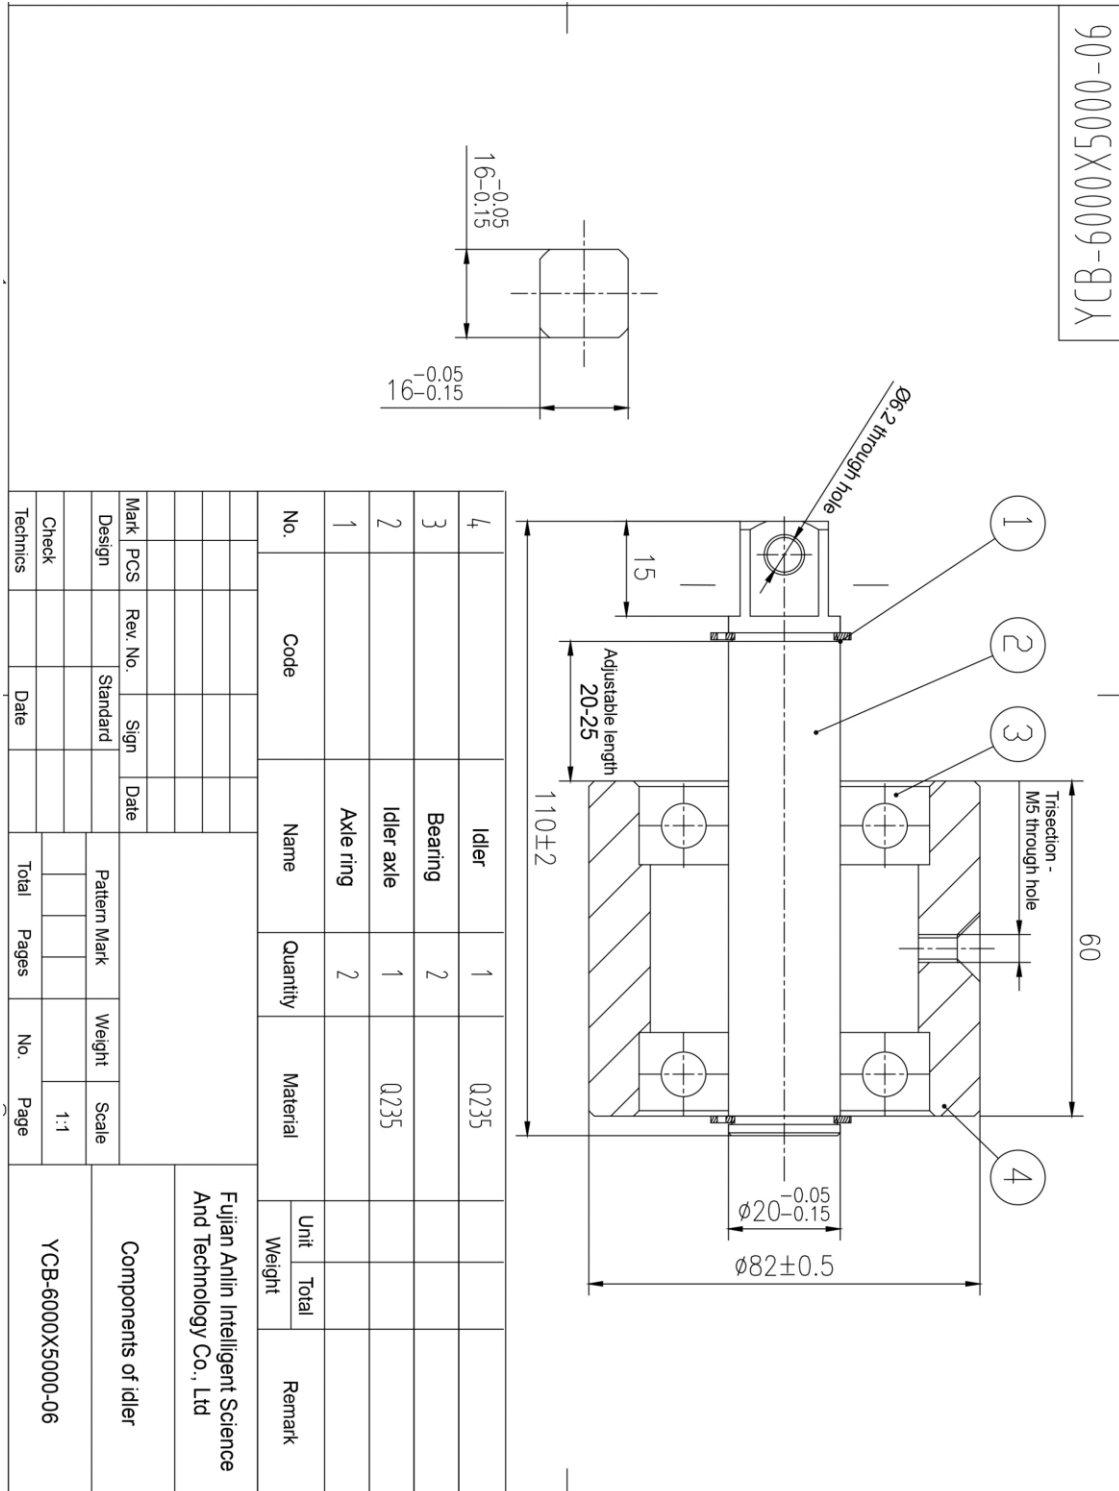 YCB-6000X5000-06
1
2
3
4
Ø6.2 through hole
Trisection -
M5 through hole
60
15
Adjustable length
20-25
110±2
Ø20 -0.05
-0.15
Ø82±0.5
16 -0.05
-0.15
16 -0.05
-0.15
4 Idler 1 Q235
3 Bearing 2
2 Idler axle 1 Q235
1 Axle ring 2
No. Code Name Quantity Material Unit Total Remark
Weight
Fujian Anlin Intelligent Science
And Technology Co., Ltd
Mark PCS Rev. No. Sign Date
Design Standard Pattern Mark Weight Scale
Components of idler
1:1
Check
Technics Date Total Pages No. Page
YCB-6000X5000-06